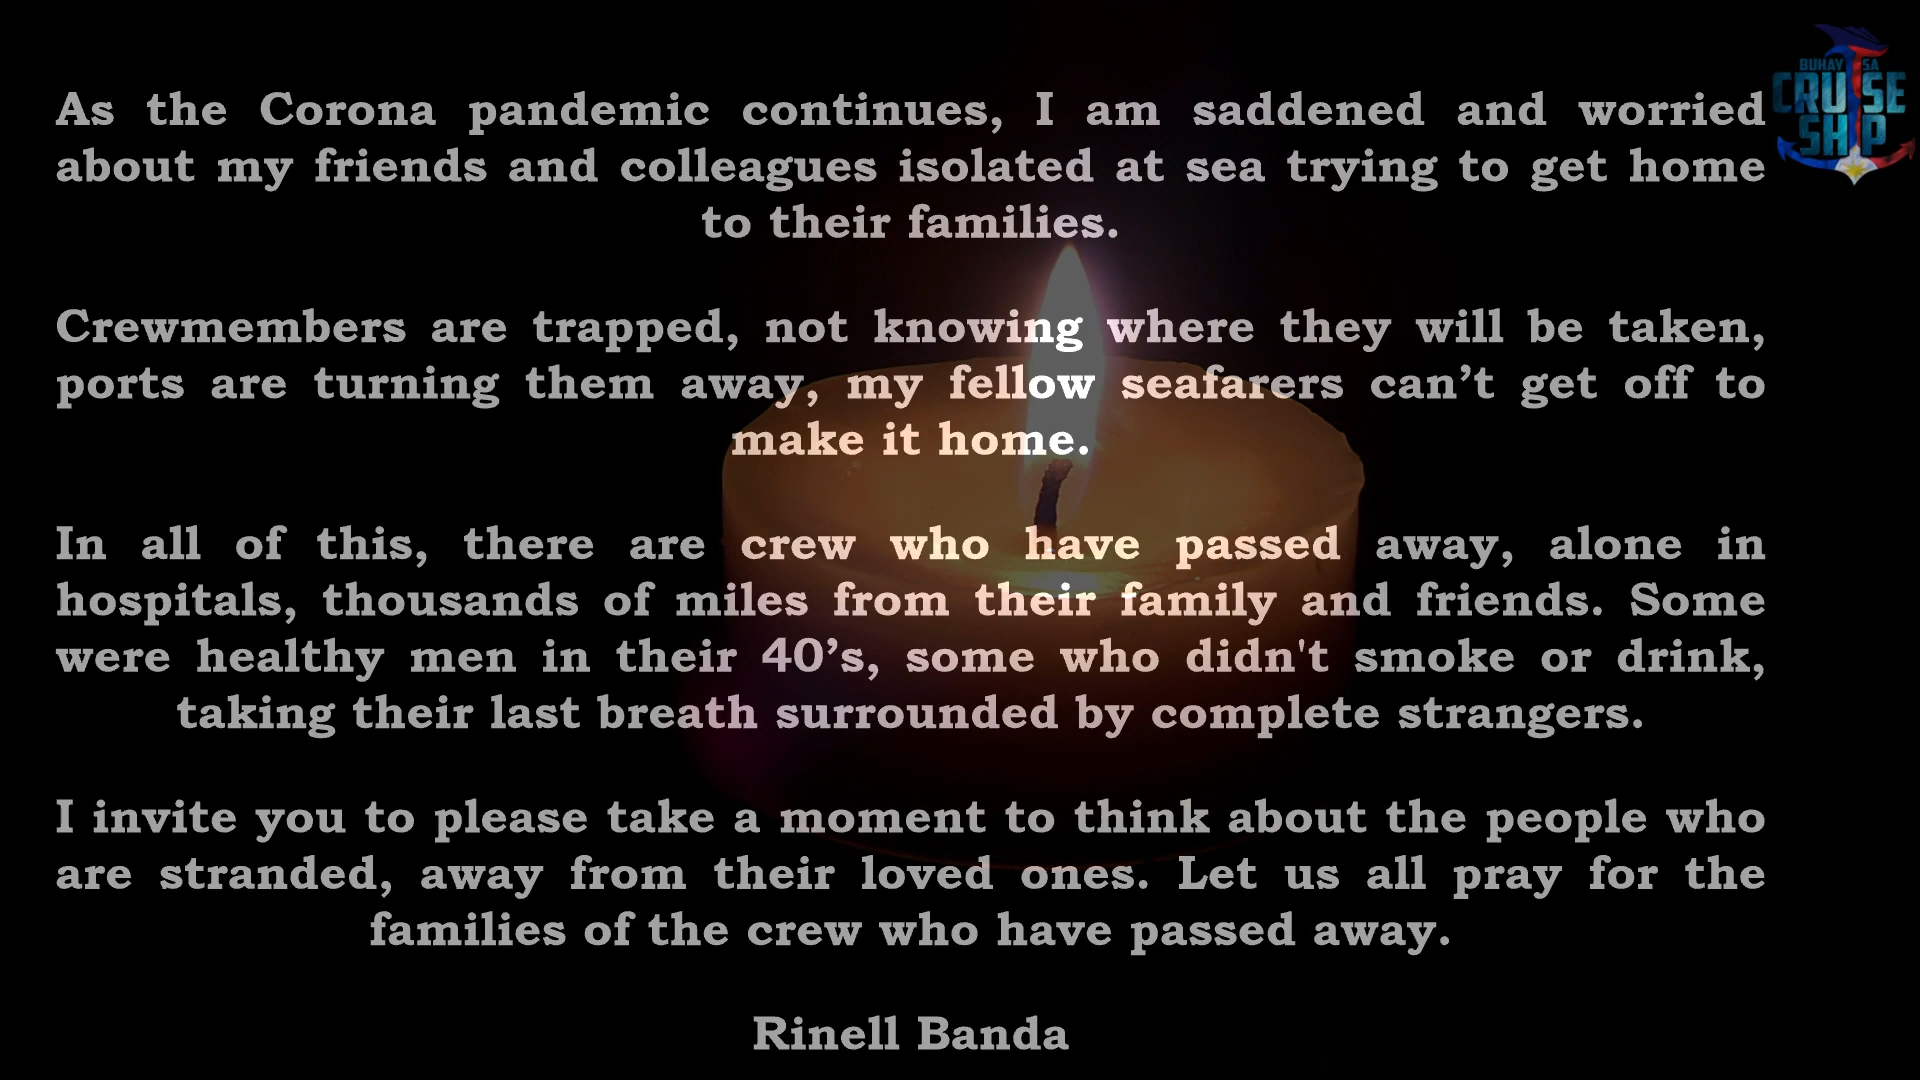 BUHAY SA
CRUISE
SHIP
As the Corona pandemic continues, I am saddened and worried
about my friends and colleagues isolated at sea trying to get home
to their families.
Crewmembers are trapped, not knowing where they will be taken,
ports are turning them away, my fellow seafarers can’t get off to
make it home.
In all of this, there are crew who have passed away, alone in
hospitals, thousands of miles from their family and friends. Some
were healthy men in their 40’s, some who didn't smoke or drink,
taking their last breath surrounded by complete strangers.
I invite you to please take a moment to think about the people who
are stranded, away from their loved ones. Let us all pray for the
families of the crew who have passed away.
Rinell Banda